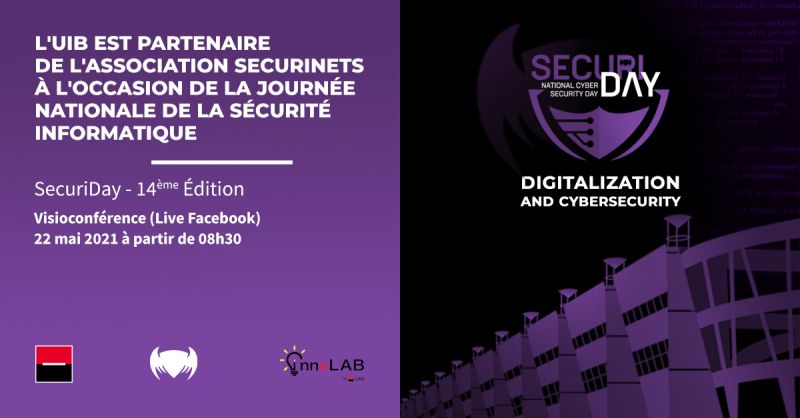 L'UIB EST PARTENAIRE
DE L'ASSOCIATION SECURINETS
À L'OCCASION DE LA JOURNÉE
NATIONALE DE LA SÉCURITÉ
INFORMATIQUE
SecuriDay - 14ème Édition
Visioconférence (Live Facebook)
22 mai 2021 à partir de 08h30
innoLAB
SECURI
DAY
NATIONAL CYBER
SECURITY DAY
DIGITALIZATION
AND CYBERSECURITY